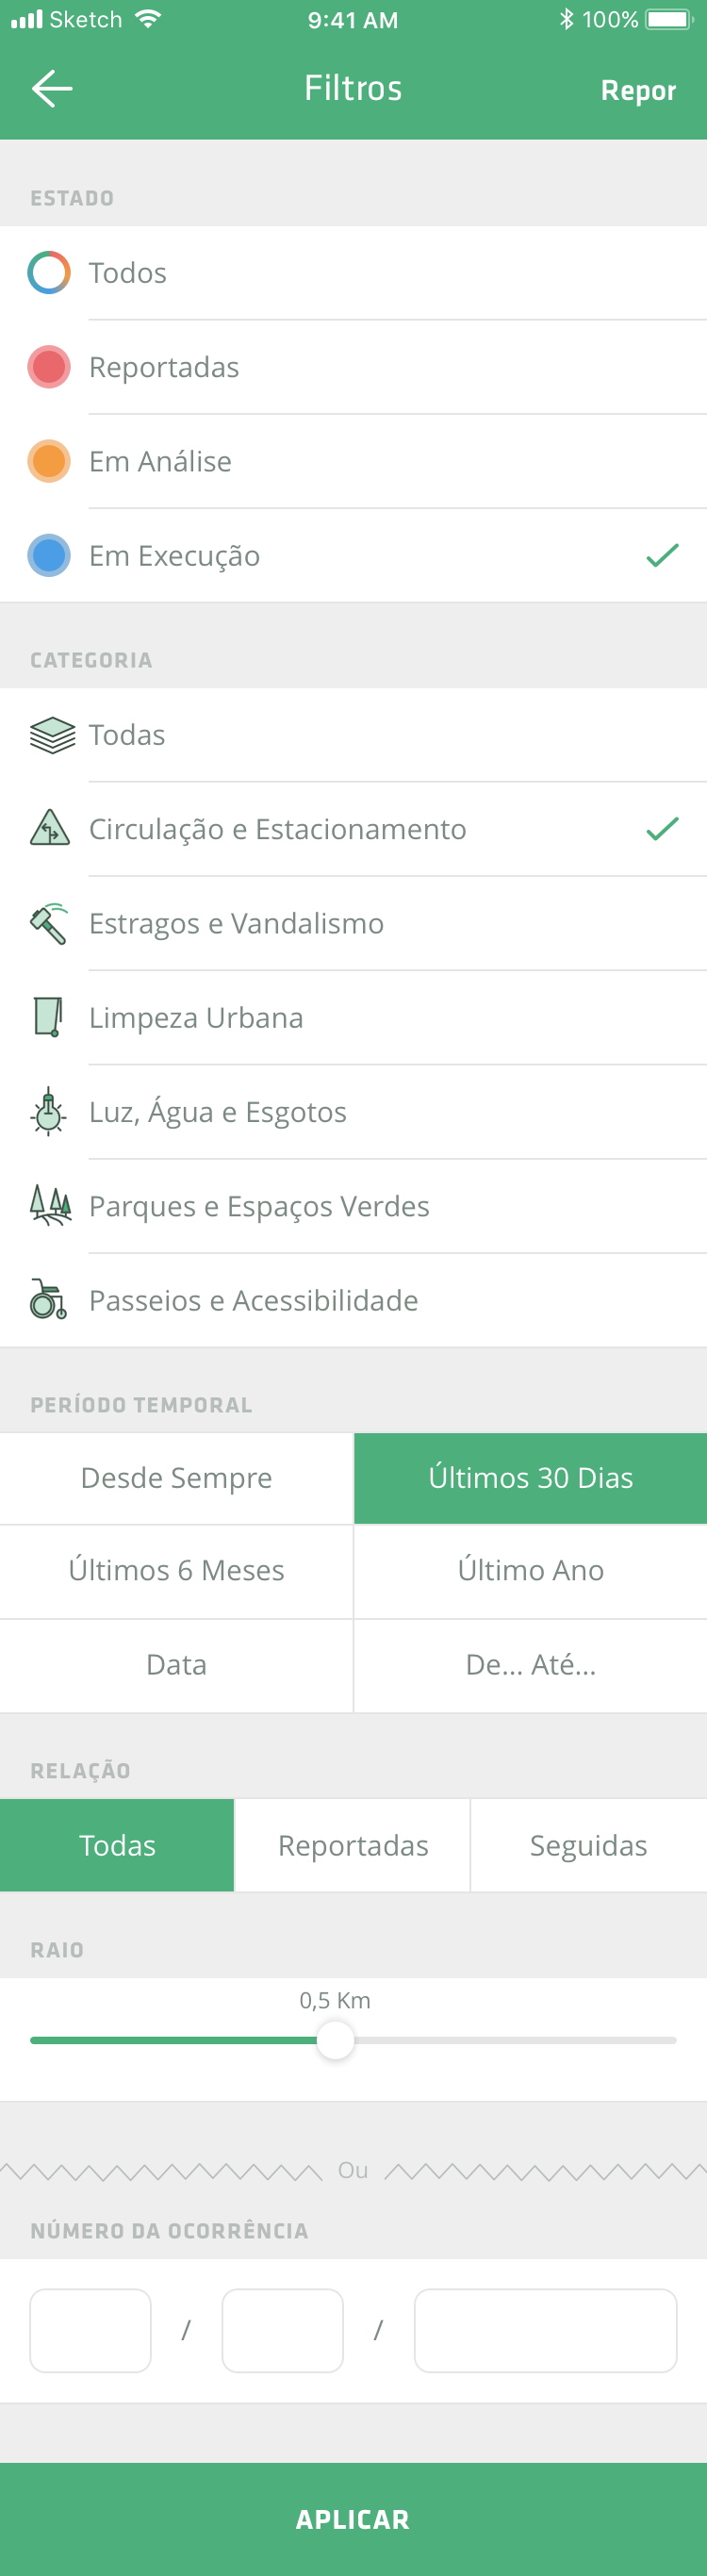 Sketch 9:41 AM 100%
Filtros Repor
ESTADO
Todos
Reportadas
Em Análise
Em Execução
CATEGORIA
Todas
Circulação e Estacionamento
Estragos e Vandalismo
Limpeza Urbana
Luz, Água e Esgotos
Parques e Espaços Verdes
Passeios e Acessibilidade
PERÍODO TEMPORAL
Desde Sempre Últimos 30 Dias
Últimos 6 Meses Último Ano
Data De... Até...
RELAÇÃO
Todas Reportadas Seguidas
RAIO
0,5 Km
Ou
NÚMERO DA OCORRÊNCIA
/ /
APLICAR